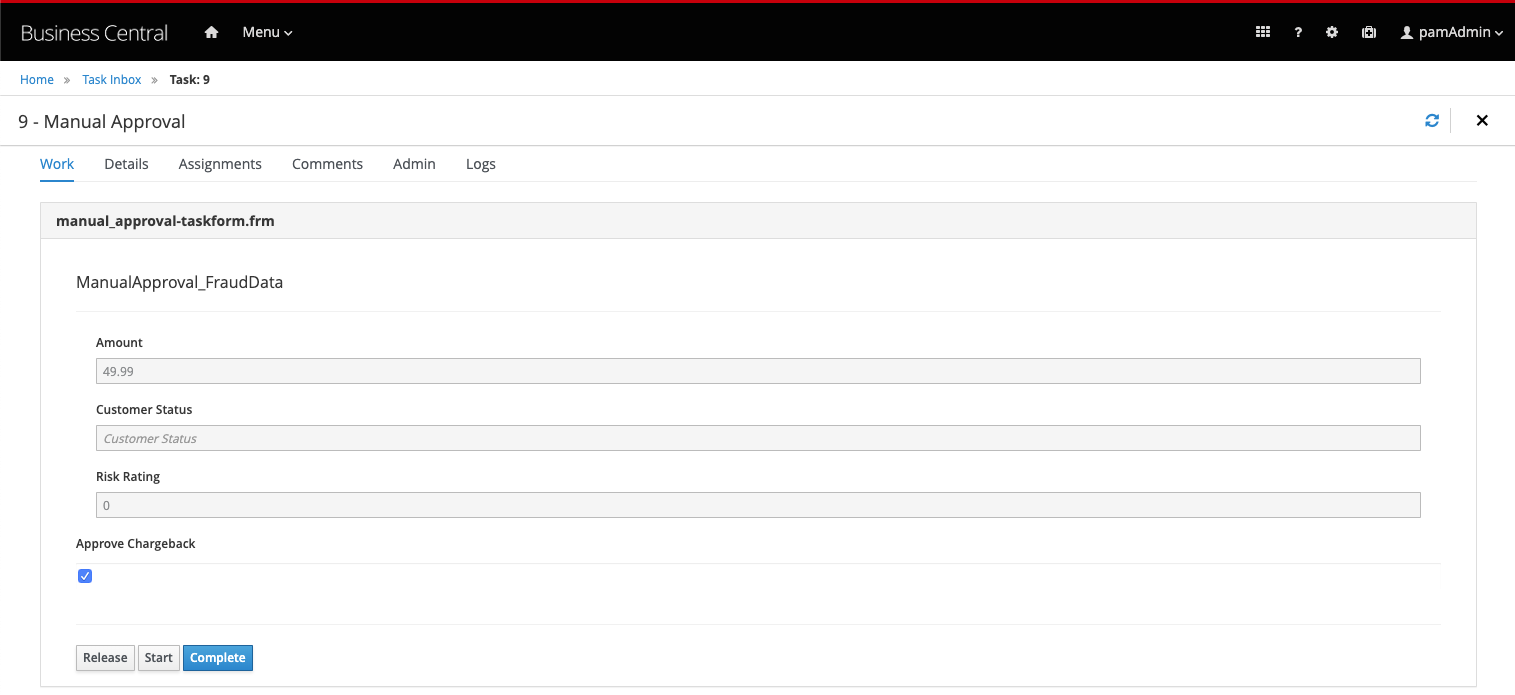 Business Central Menu ? pamAdmin
Home » Task Inbox » Task: 9
9 - Manual Approval
Work Details Assignments Comments Admin Logs
manual_approval-taskform.frm
ManualApproval_FraudData
Amount
49.99
Customer Status
Customer Status
Risk Rating
0
Approve Chargeback
Release Start Complete